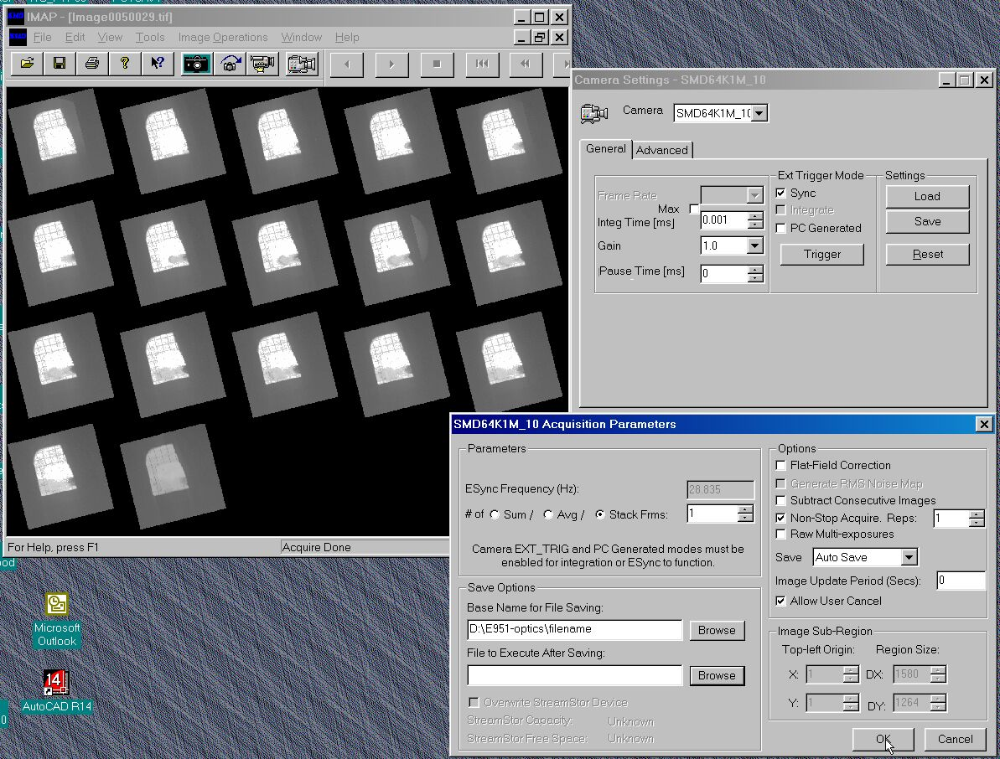 IMAP - [Image0050029.tif]
File Edit View Tools Image Operations Window Help
For Help, press F1
Acquire Done
Camera Settings - SMD64K1M_10
Camera SMD64K1M_1
General Advanced
Frame Rate
Max
Integ Time [ms] 0.001
Gain 1.0
Pause Time [ms] 0
Ext Trigger Mode
Sync
Integrate
PC Generated
Trigger
Settings
Load
Save
Reset
SMD64K1M_10 Acquisition Parameters
Parameters
ESync Frequency (Hz): 28.835
# of Sum / Avg / Stack Frms: 1
Camera EXT_TRIG and PC Generated modes must be
enabled for integration or ESync to function.
Save Options
Base Name for File Saving:
D:\E951-optics\filename Browse
File to Execute After Saving:
Browse
Overwrite StreamStor Device
StreamStor Capacity: Unknown
StreamStor Free Space: Unknown
Options
Flat-Field Correction
Generate RMS Noise Map
Subtract Consecutive Images
Non-Stop Acquire. Reps: 1
Raw Multi-exposures
Save Auto Save
Image Update Period (Secs): 0
Allow User Cancel
Image Sub-Region
Top-left Origin: Region Size:
X: 1 DX: 1580
Y: 1 DY: 1264
OK Cancel
Microsoft
Outlook
14
AutoCAD R14